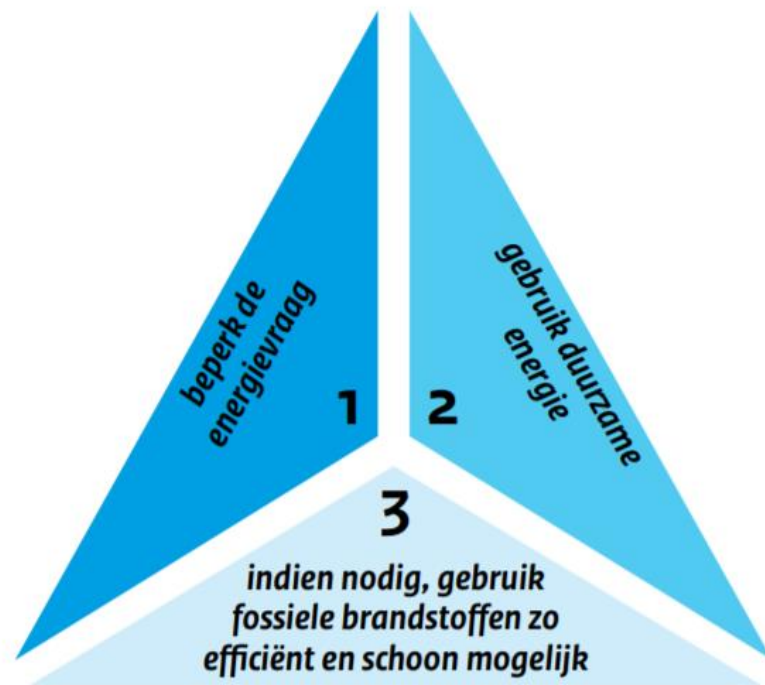 beperk de
energievraag
1
gebruik duurzame
energie
2
3
indien nodig, gebruik
fossiele brandstoffen zo
efficiënt en schoon mogelijk